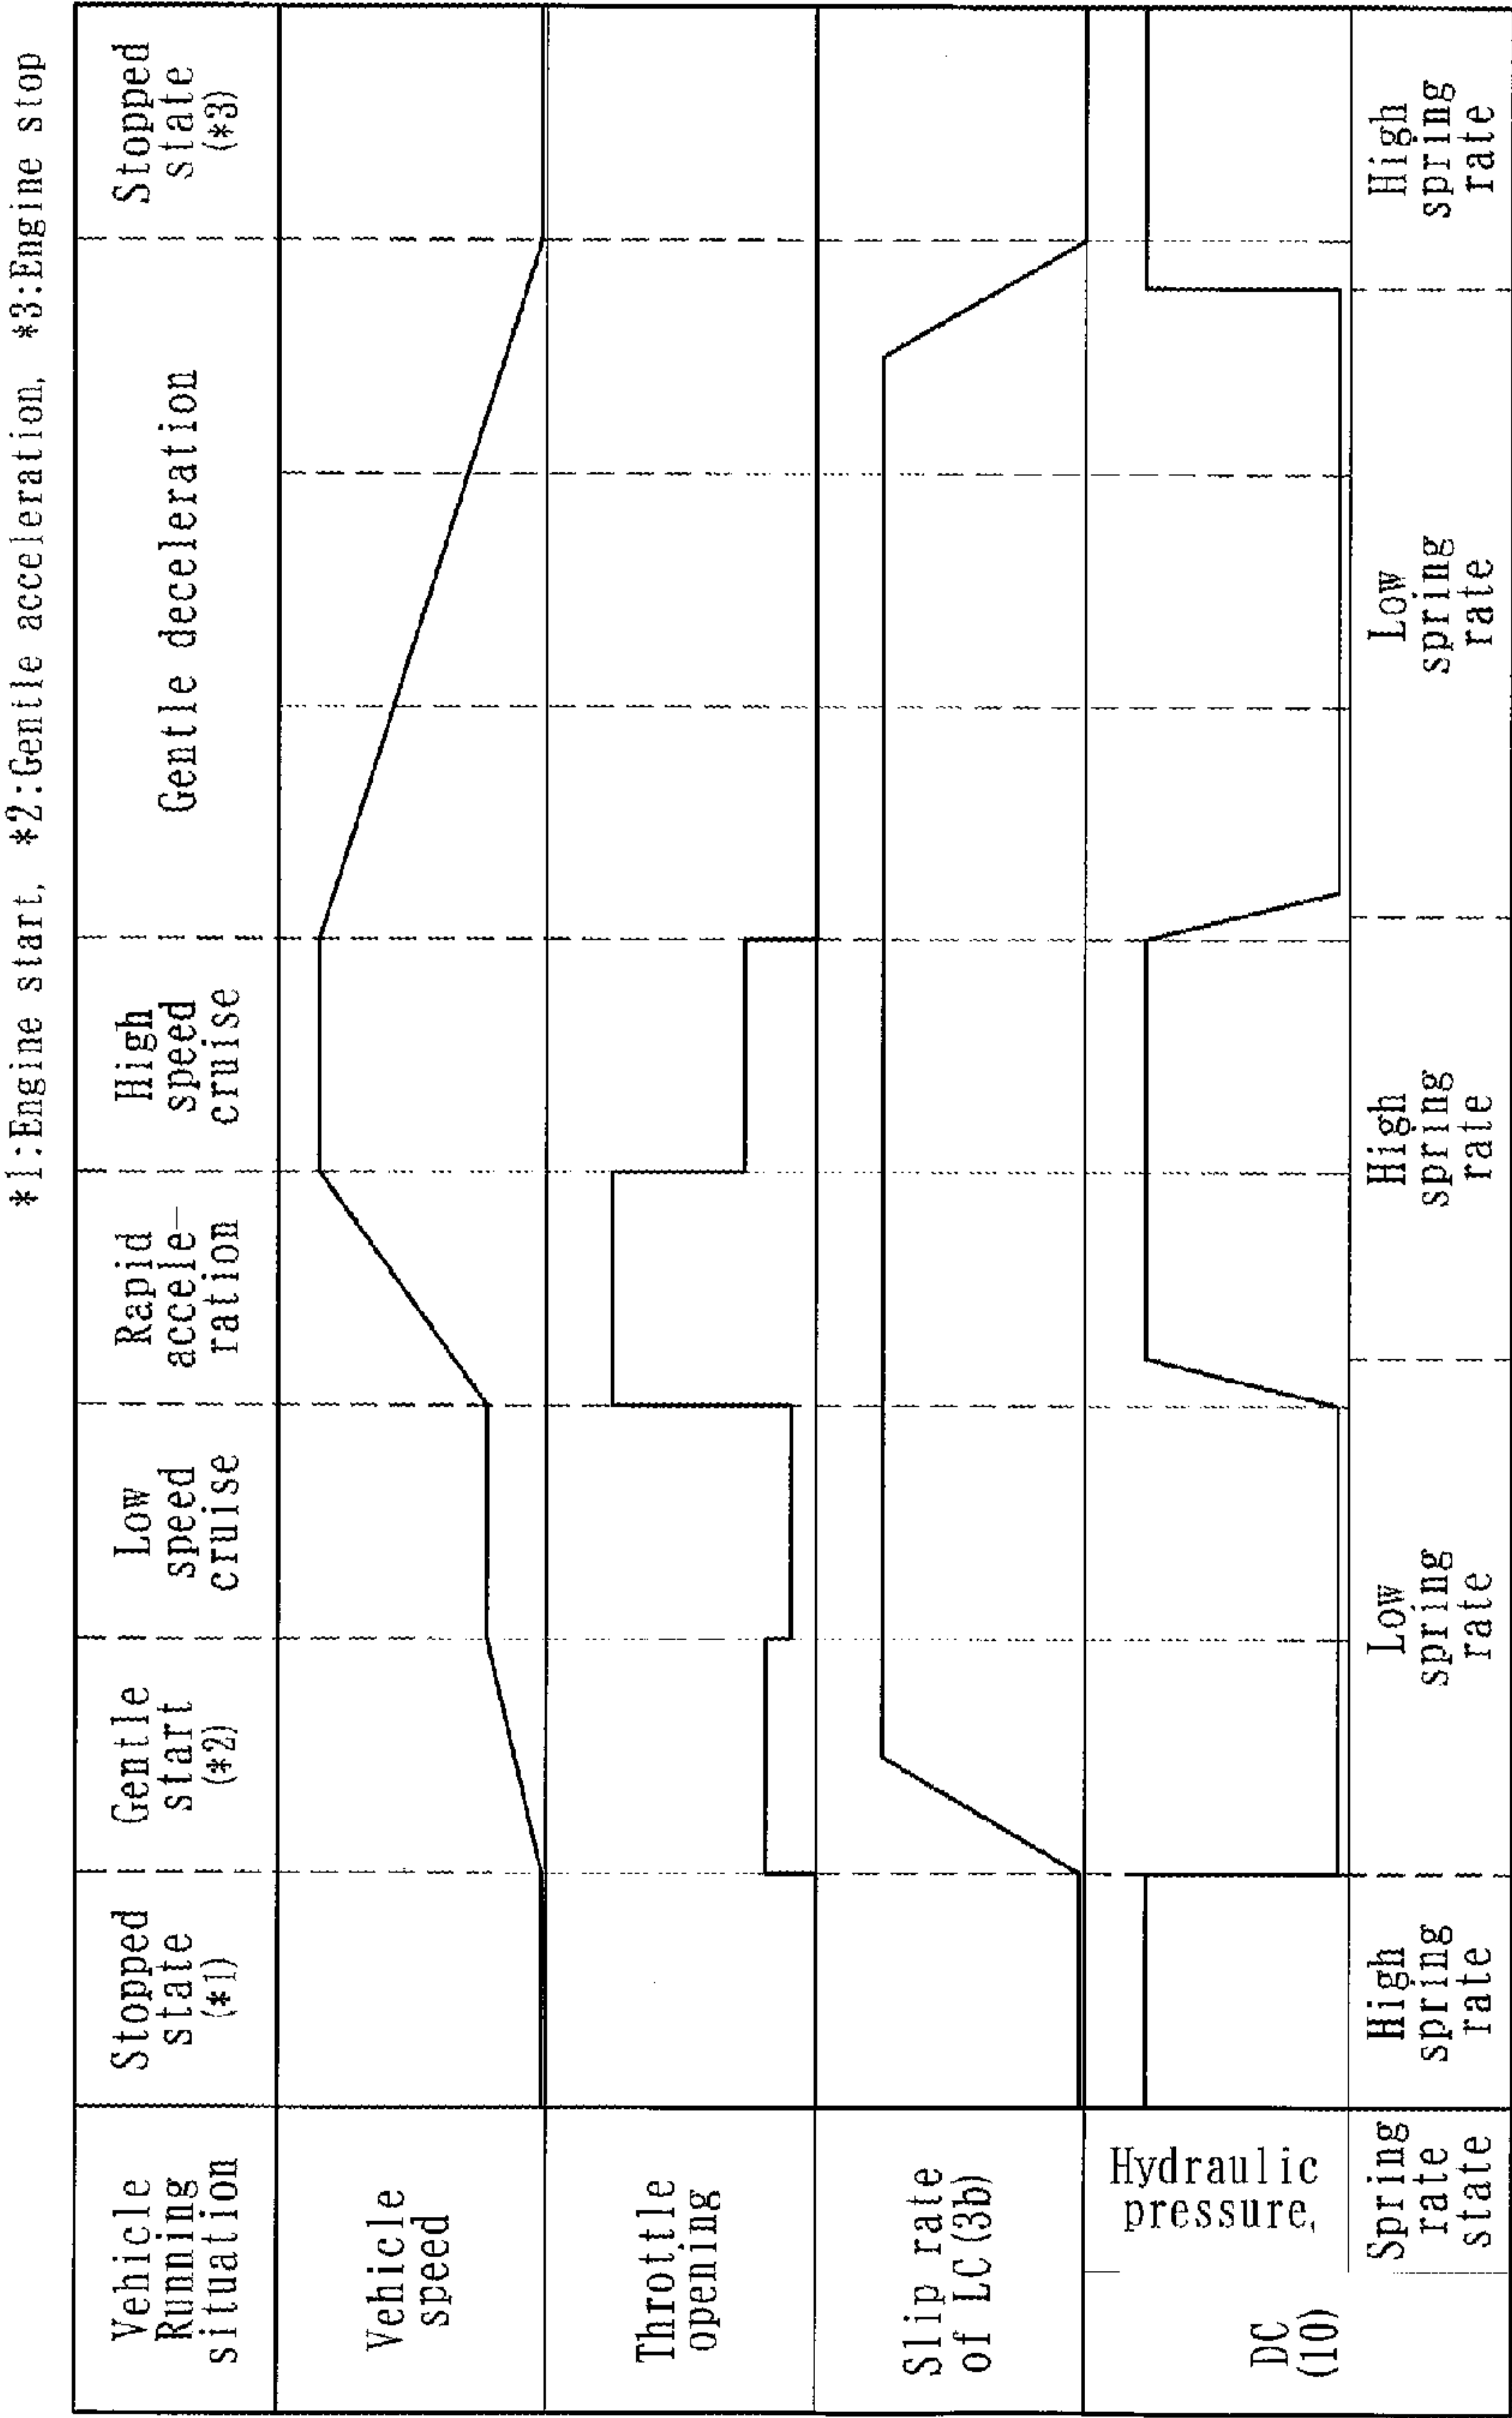 *1:Engine start, *2:Gentle acceleration, *3:Engine stop
Vehicle
Running
situation
Stopped
state
(*1)
Gentle
start
(*2)
Low
speed
cruise
Rapid
accele-
ration
High
speed
cruise
Gentle deceleration
Stopped
state
(*3)
Vehicle
speed
Throttle
opening
Slip rate
of LC(3b)
DC
(10)
Hydraulic
pressure,
Spring
rate
state
High
spring
rate
Low
spring
rate
High
spring
rate
Low
spring
rate
High
spring
rate